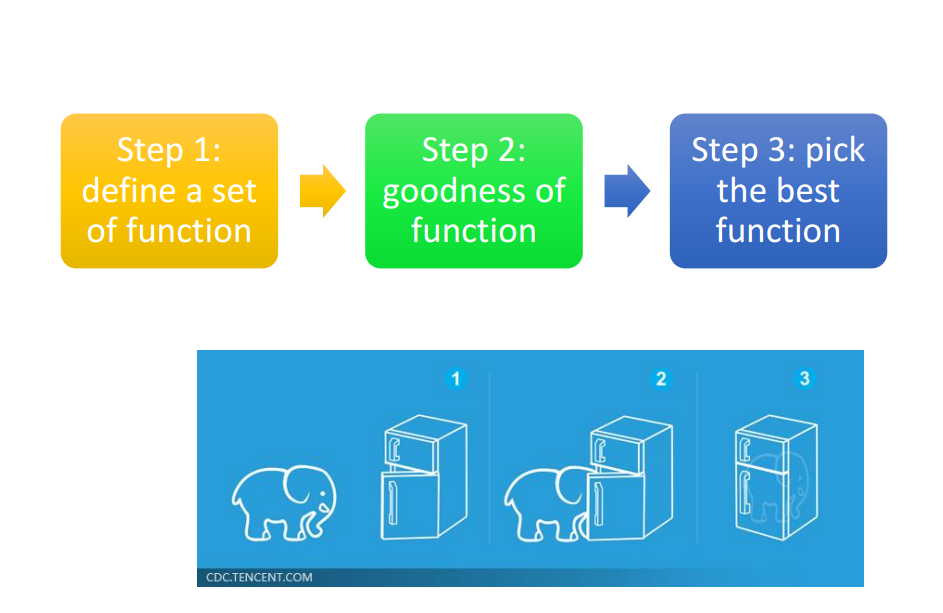 Step 1:
define a set
of function
Step 2:
goodness of
function
Step 3: pick
the best
function
1
2
3
CDC.TENCENT.COM